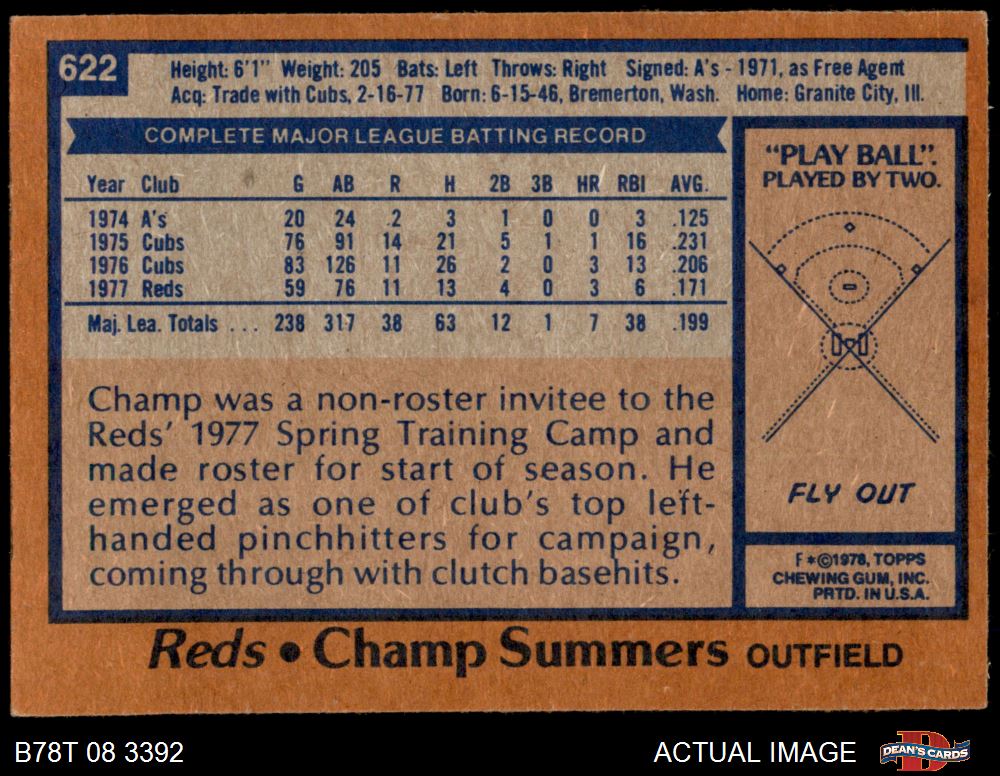 622
Height: 6'1" Weight: 205 Bats: Left Throws: Right Signed: A's - 1971, as Free Agent
Acq: Trade with Cubs, 2-16-77 Born: 6-15-46, Bremerton, Wash. Home: Granite City, Ill.
COMPLETE MAJOR LEAGUE BATTING RECORD
Year Club G AB R H 2B 3B HR RBI AVG.
1974 A's 20 24 2 3 1 0 0 3 .125
1975 Cubs 76 91 14 21 5 1 1 16 .231
1976 Cubs 83 126 11 26 2 0 3 13 .206
1977 Reds 59 76 11 13 4 0 3 6 .171
Maj. Lea. Totals . . . 238 317 38 63 12 1 7 38 .199
Champ was a non-roster invitee to the
Reds' 1977 Spring Training Camp and
made roster for start of season. He
emerged as one of club's top left-
handed pinchhitters for campaign,
coming through with clutch basehits.
"PLAY BALL".
PLAYED BY TWO.
FLY OUT
F*©1978, TOPPS
CHEWING GUM, INC.
PRTD. IN U.S.A.
Reds • Champ Summers OUTFIELD
B78T 08 3392 ACTUAL IMAGE DEAN'S CARDS